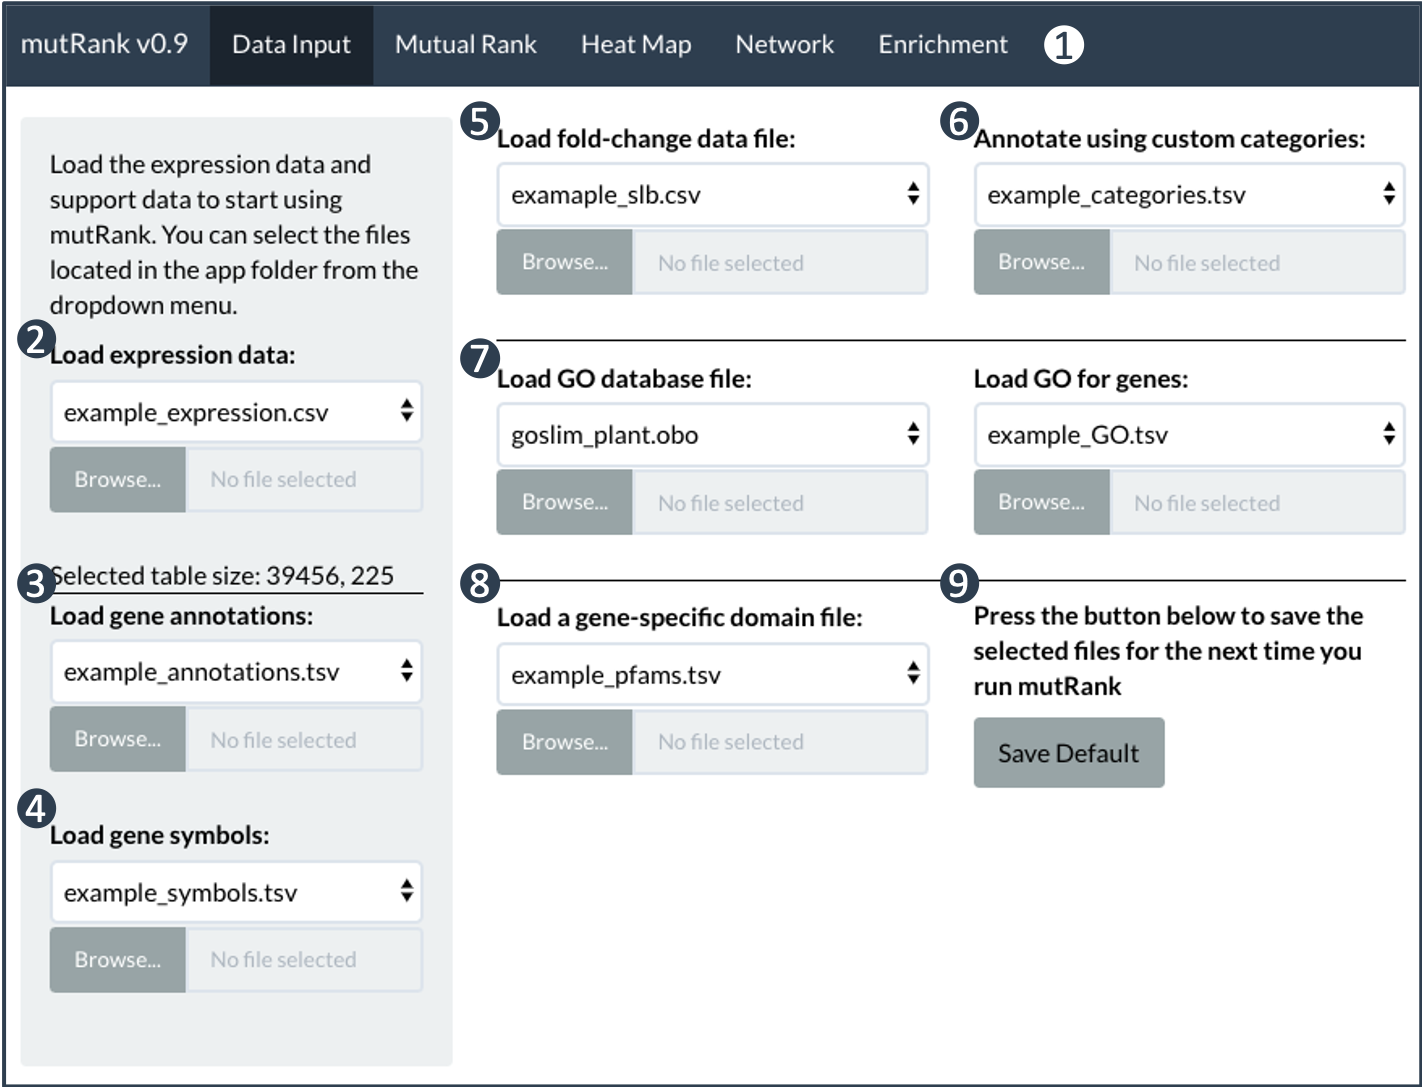 mutRank v0.9 Data Input Mutual Rank Heat Map Network Enrichment 1
Load the expression data and
support data to start using
mutRank. You can select the files
located in the app folder from the
dropdown menu.
2
Load expression data:
example_expression.csv
Browse... No file selected
Selected table size: 39456, 225
3
Load gene annotations:
example_annotations.tsv
Browse... No file selected
4
Load gene symbols:
example_symbols.tsv
Browse... No file selected
5
Load fold-change data file:
examaple_slb.csv
Browse... No file selected
6
Annotate using custom categories:
example_categories.tsv
Browse... No file selected
7
Load GO database file:
goslim_plant.obo
Browse... No file selected
Load GO for genes:
example_GO.tsv
Browse... No file selected
8
Load a gene-specific domain file:
example_pfams.tsv
Browse... No file selected
9
Press the button below to save the
selected files for the next time you
run mutRank
Save Default